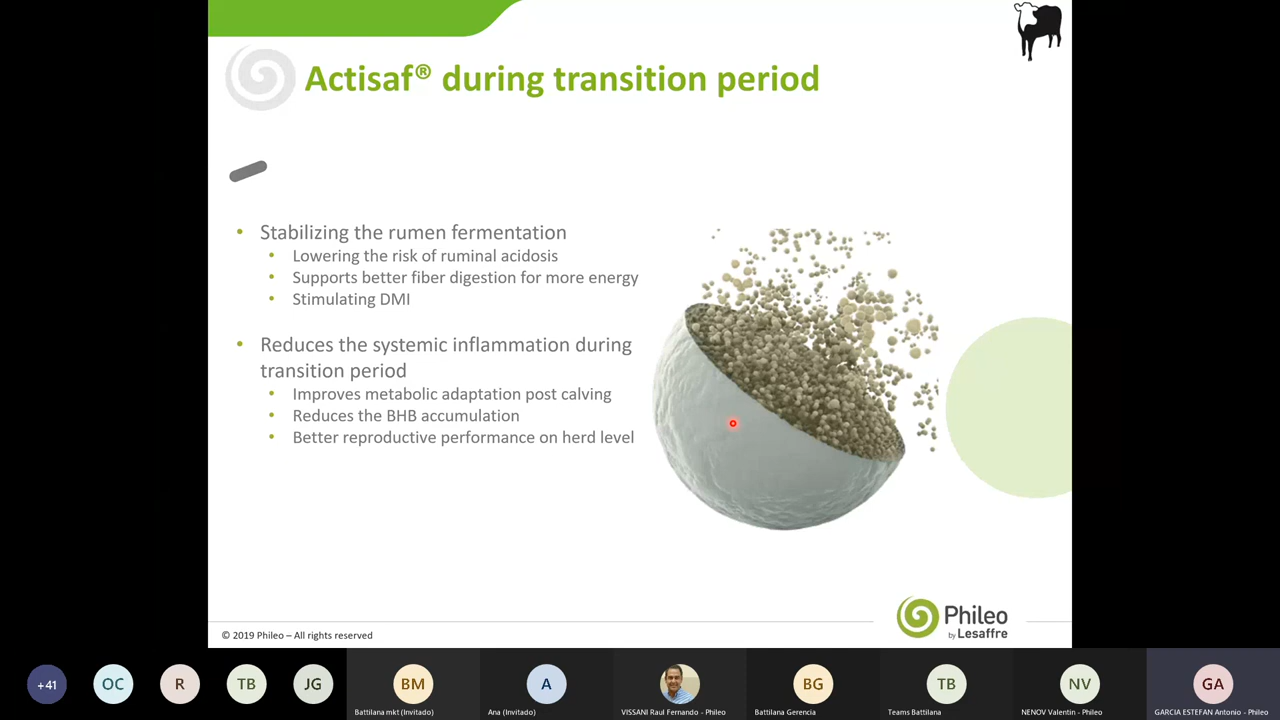 Actisaf® during transition period
• Stabilizing the rumen fermentation
• Lowering the risk of ruminal acidosis
• Supports better fiber digestion for more energy
• Stimulating DMI
• Reduces the systemic inflammation during
transition period
• Improves metabolic adaptation post calving
• Reduces the BHB accumulation
• Better reproductive performance on herd level
Phileo
by Lesaffre
© 2019 Phileo – All rights reserved
+41
OC
R
TB
JG
BM
A
BG
TB
NV
GA
Battilana mkt (Invitado)
Ana (Invitado)
VISSANI Raul Fernando - Phileo
Battilana Gerencia
Teams Battilana
NENOV Valentin - Phileo
GARCIA ESTEFAN Antonio - Phileo